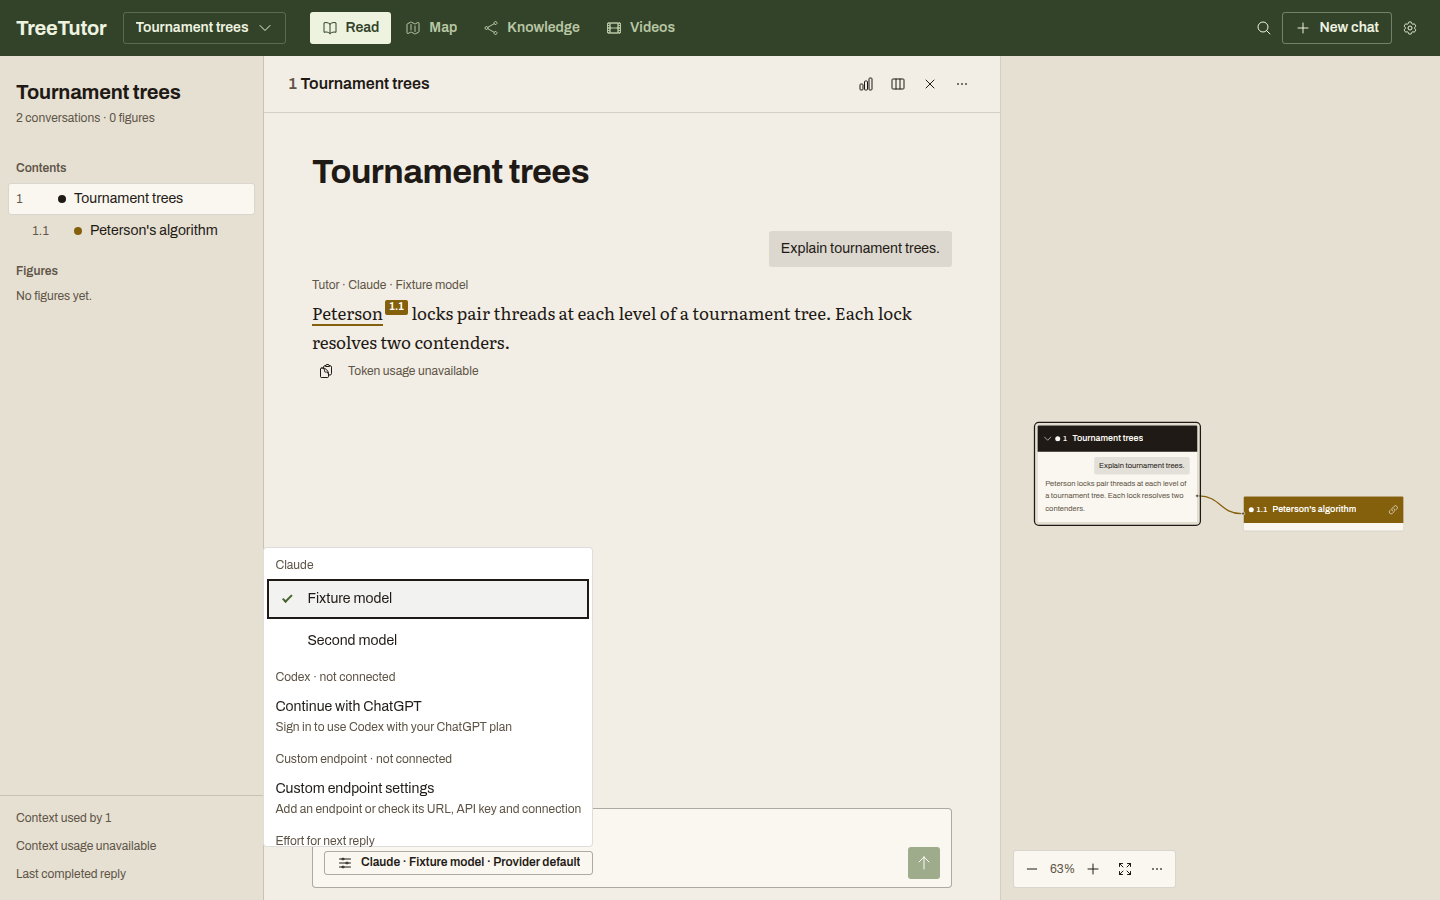 TreeTutor
Tournament trees
Read
Map
Knowledge
Videos
New chat
Tournament trees
2 conversations · 0 figures
Contents
1 Tournament trees
1.1 Peterson's algorithm
Figures
No figures yet.
Context used by 1
Context usage unavailable
Last completed reply
1 Tournament trees
Tournament trees
Explain tournament trees.
Tutor · Claude · Fixture model
Peterson 1.1 locks pair threads at each level of a tournament tree. Each lock
resolves two contenders.
Token usage unavailable
Claude
Fixture model
Second model
Codex · not connected
Continue with ChatGPT
Sign in to use Codex with your ChatGPT plan
Custom endpoint · not connected
Custom endpoint settings
Add an endpoint or check its URL, API key and connection
Effort for next reply
Claude · Fixture model · Provider default
1 Tournament trees
Explain tournament trees.
Peterson locks pair threads at each level of
a tournament tree. Each lock resolves two
contenders.
1.1 Peterson's algorithm
63%